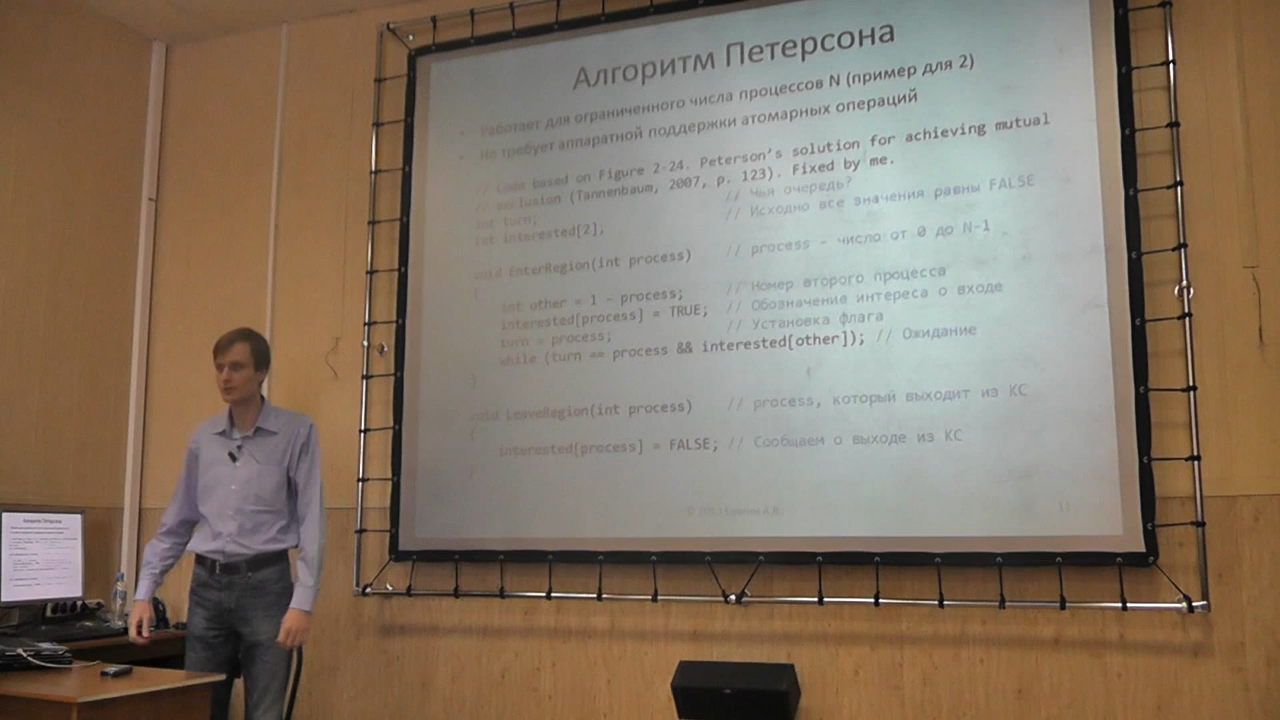 Алгоритм Петерсона
• Работает для ограниченного числа процессов N (пример для 2)
• Не требует аппаратной поддержки атомарных операций
// Code based on Figure 2-24. Peterson's solution for achieving mutual
// exclusion (Tannenbaum, 2007, p. 123). Fixed by me.
int turn; // Чья очередь?
int interested[2]; // Исходно все значения равны FALSE
void EnterRegion(int process) // process – число от 0 до N-1
{
int other = 1 - process; // Номер второго процесса
interested[process] = TRUE; // Обозначение интереса о входе
turn = process; // Установка флага
while (turn == process && interested[other]); // Ожидание
}
void LeaveRegion(int process) // process, который выходит из КС
{
interested[process] = FALSE; // Сообщаем о выходе из КС
}
Алгоритм Петерсона